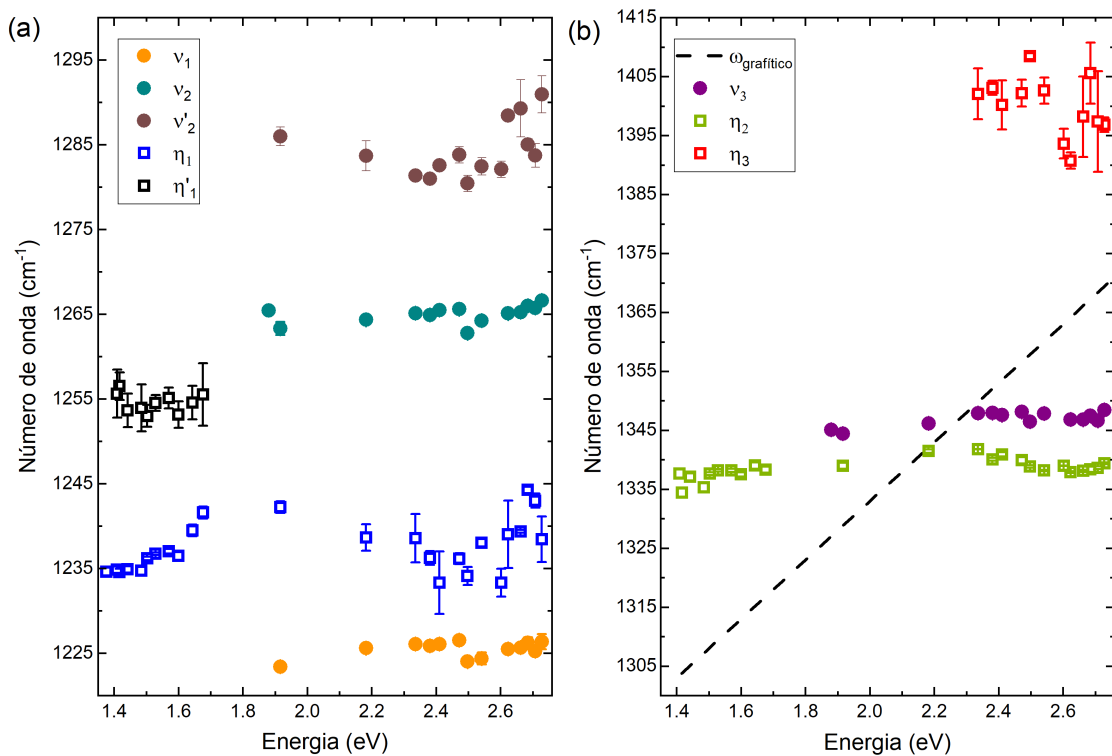 (a)
1295
1285
1275
1265
1255
1245
1235
1225
Número de onda (cm⁻¹)
ν₁
ν₂
ν'₂
η₁
η'₁
1.4 1.6 1.8 2.0 2.2 2.4 2.6
Energia (eV)
(b)
1415
1405
1395
1385
1375
1365
1355
1345
1335
1325
1315
1305
Número de onda (cm⁻¹)
ω_grafítico
ν₃
η₂
η₃
1.4 1.6 1.8 2.0 2.2 2.4 2.6
Energia (eV)